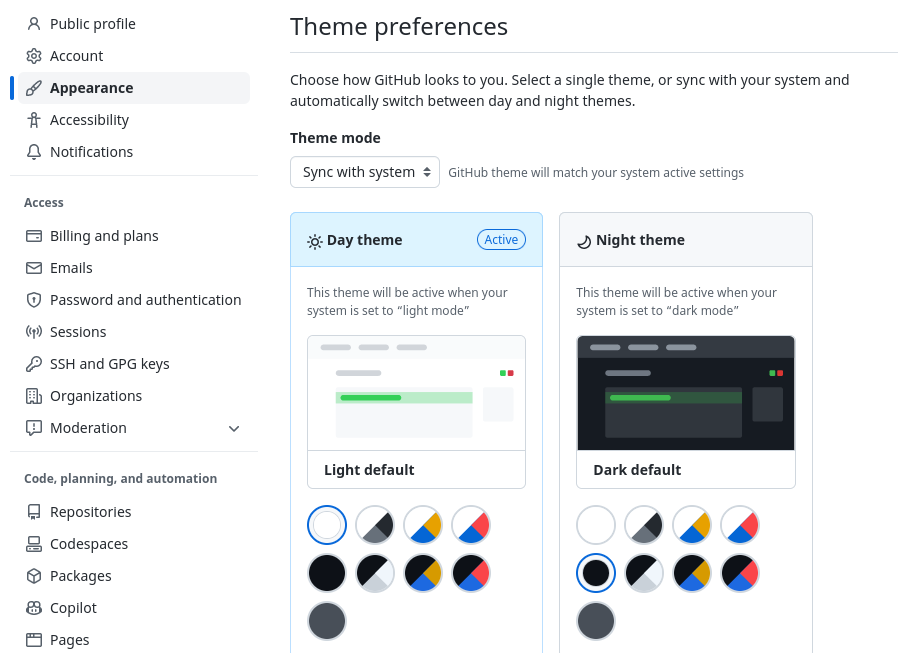 Public profile
Account
Appearance
Accessibility
Notifications
Access
Billing and plans
Emails
Password and authentication
Sessions
SSH and GPG keys
Organizations
Moderation
Code, planning, and automation
Repositories
Codespaces
Packages
Copilot
Pages
Theme preferences
Choose how GitHub looks to you. Select a single theme, or sync with your system and
automatically switch between day and night themes.
Theme mode
Sync with system
GitHub theme will match your system active settings
Day theme
Active
This theme will be active when your
system is set to “light mode”
Light default
Night theme
This theme will be active when your
system is set to “dark mode”
Dark default